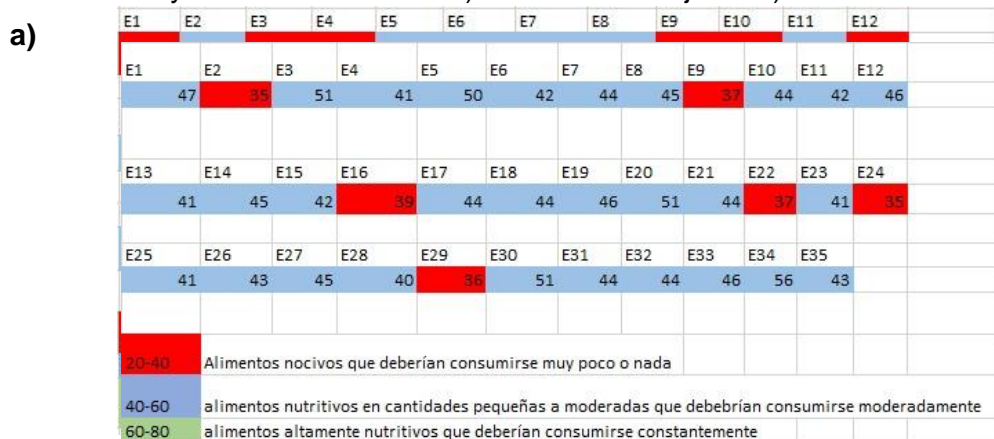 a)
E1 E2 E3 E4 E5 E6 E7 E8 E9 E10 E11 E12
E1 E2 E3 E4 E5 E6 E7 E8 E9 E10 E11 E12
47 35 51 41 50 42 44 45 37 44 42 46
E13 E14 E15 E16 E17 E18 E19 E20 E21 E22 E23 E24
41 45 42 39 44 44 46 51 44 37 41 35
E25 E26 E27 E28 E29 E30 E31 E32 E33 E34 E35
41 43 45 40 36 51 44 44 46 56 43
20-40 Alimentos nocivos que deberían consumirse muy poco o nada
40-60 alimentos nutritivos en cantidades pequeñas a moderadas que debebrían consumirse moderadamente
60-80 alimentos altamente nutritivos que deberían consumirse constantemente